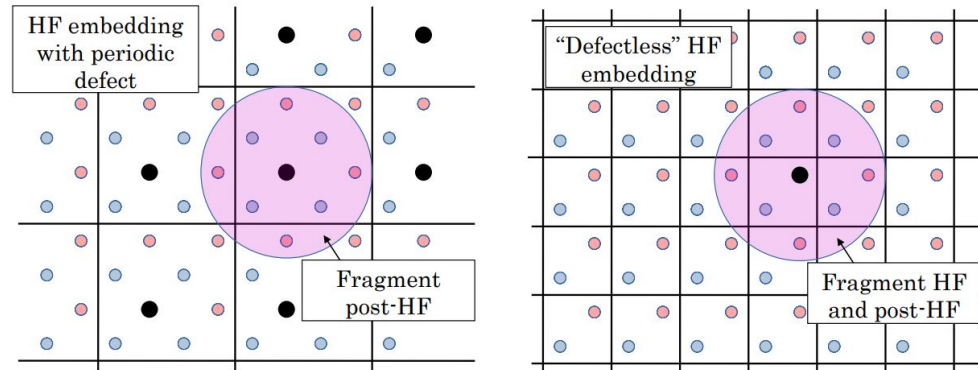 HF embedding
with periodic
defect
Fragment
post-HF
“Defectless” HF
embedding
Fragment HF
and post-HF